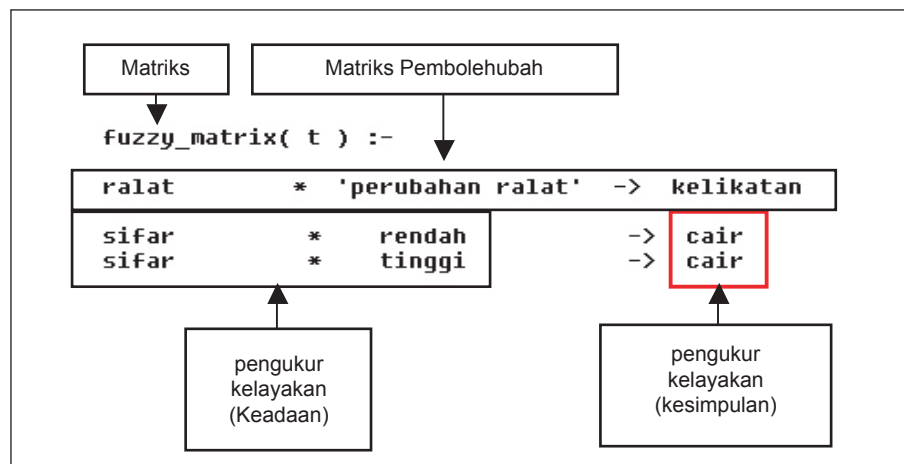 Matriks
Matriks Pembolehubah
fuzzy_matrix( t ) :-
ralat * 'perubahan ralat' -> kelikatan
sifar * rendah -> cair
sifar * tinggi -> cair
pengukur
kelayakan
(Keadaan)
pengukur
kelayakan
(kesimpulan)